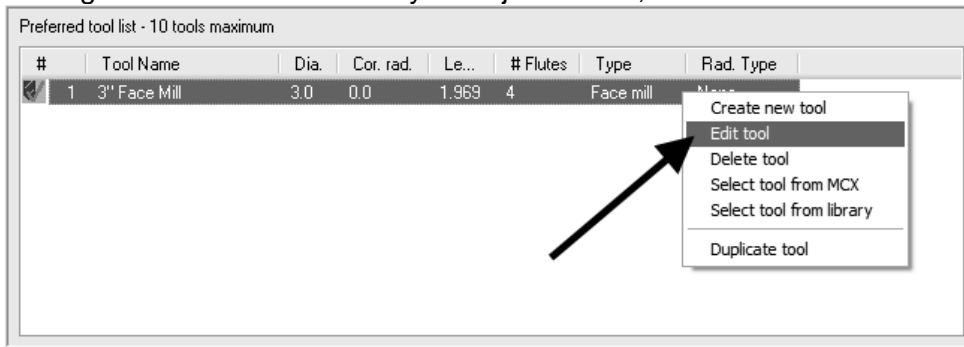 Preferred tool list - 10 tools maximum
# Tool Name Dia. Cor. rad. Le... # Flutes Type Rad. Type
1 3'' Face Mill 3.0 0.0 1.969 4 Face mill
Create new tool
Edit tool
Delete tool
Select tool from MCX
Select tool from library
Duplicate tool